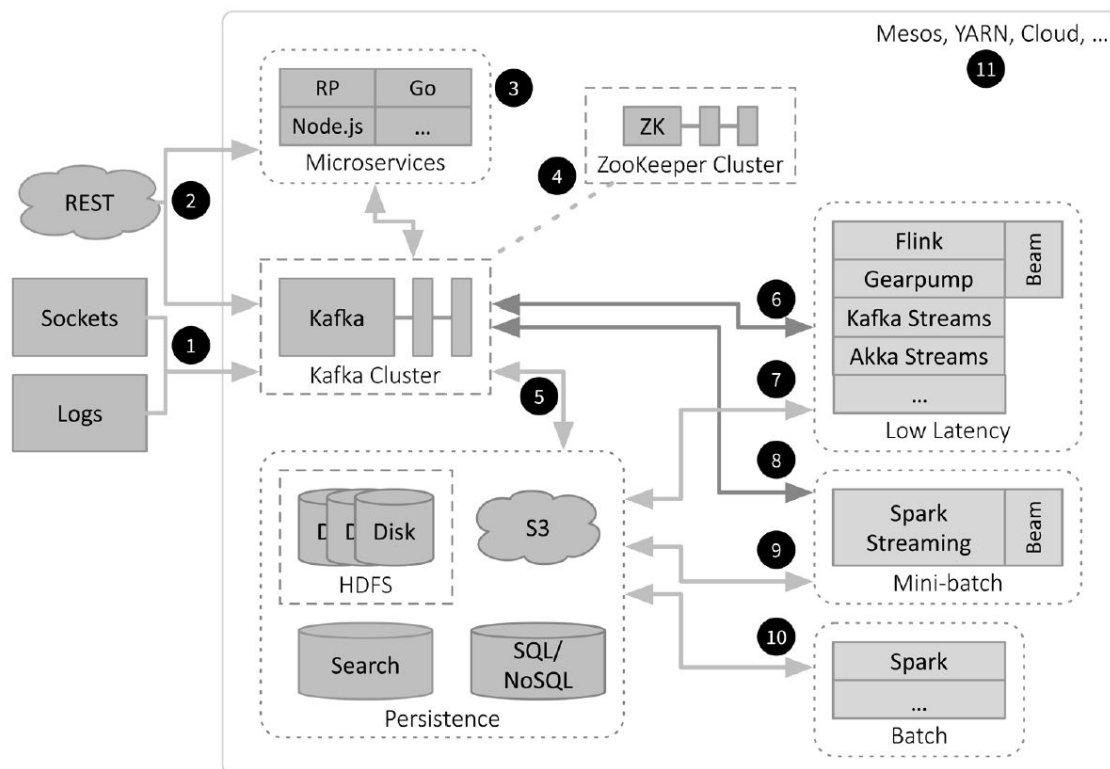 Mesos, YARN, Cloud, ...
11
RP
Go
3
Node.js
...
Microservices
ZK
ZooKeeper Cluster
4
REST
2
Sockets
1
Logs
Kafka
Kafka Cluster
5
6
Flink
Beam
Gearpump
Kafka Streams
Akka Streams
...
Low Latency
7
8
Spark
Streaming
Beam
Mini-batch
9
D
D
Disk
HDFS
S3
Search
SQL/
NoSQL
Persistence
10
Spark
...
Batch